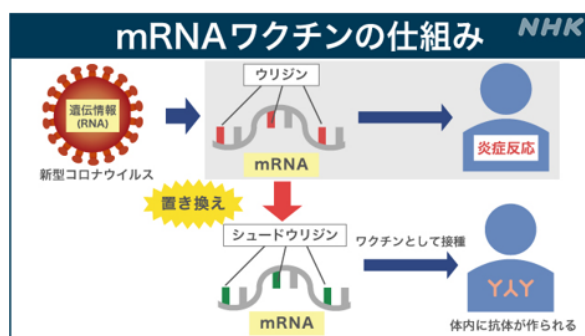 mRNAワクチンの仕組み
NHK
ウリジン
遺伝情報
(RNA)
新型コロナウイルス
mRNA
炎症反応
置き換え
シュードウリジン
ワクチンとして接種
mRNA
体内に抗体が作られる